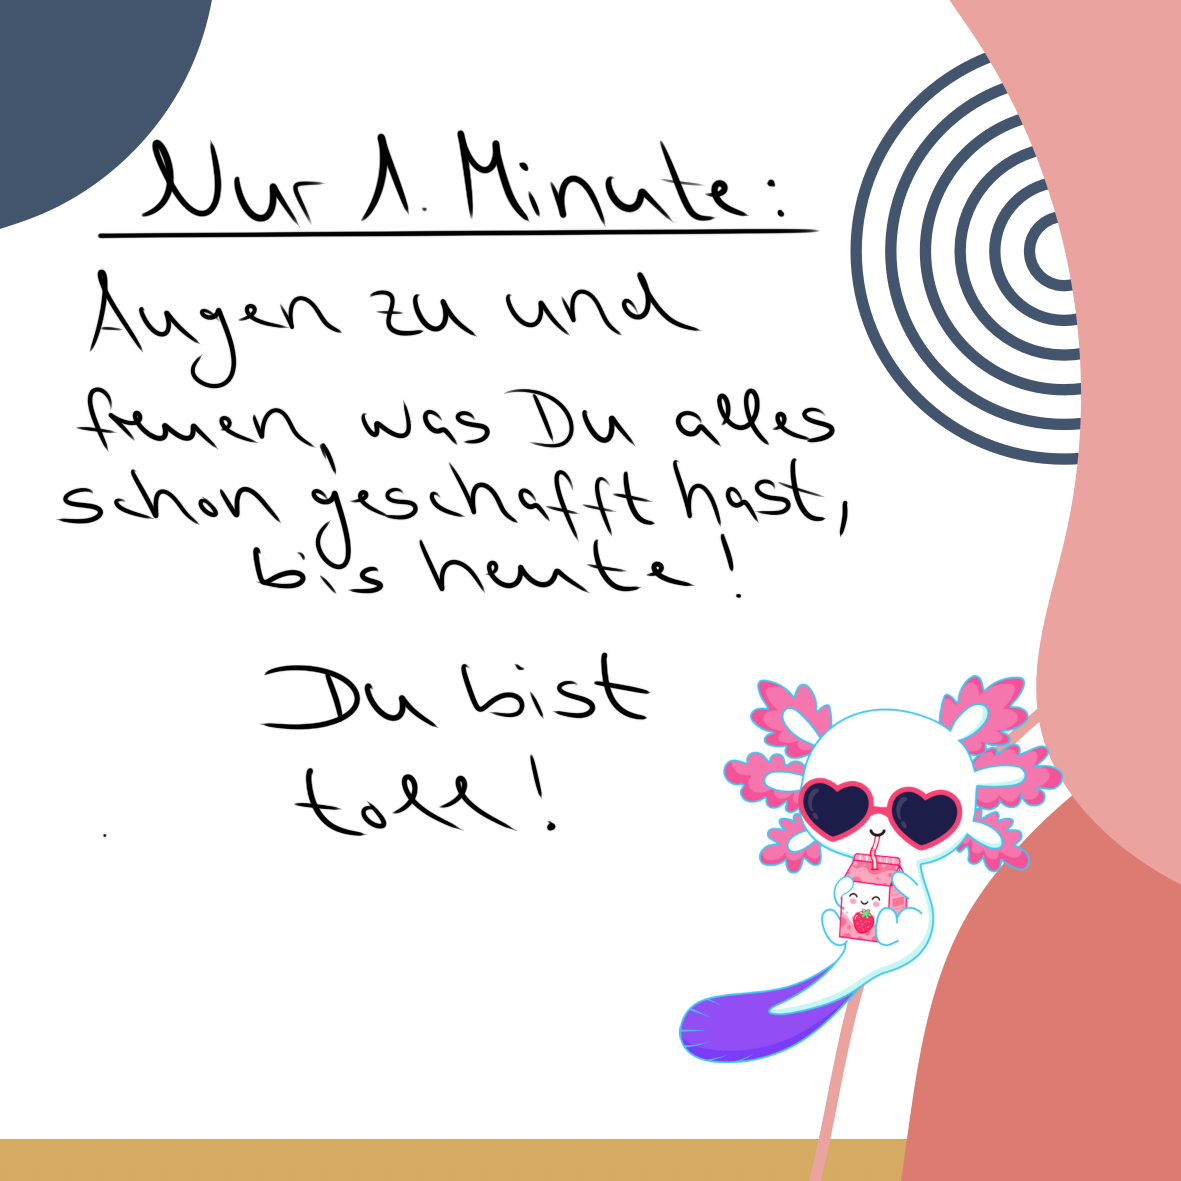 Nur 1. Minute:
Augen zu und
freuen, was Du alles
schon geschafft hast,
bis heute!
Du bist
toll!